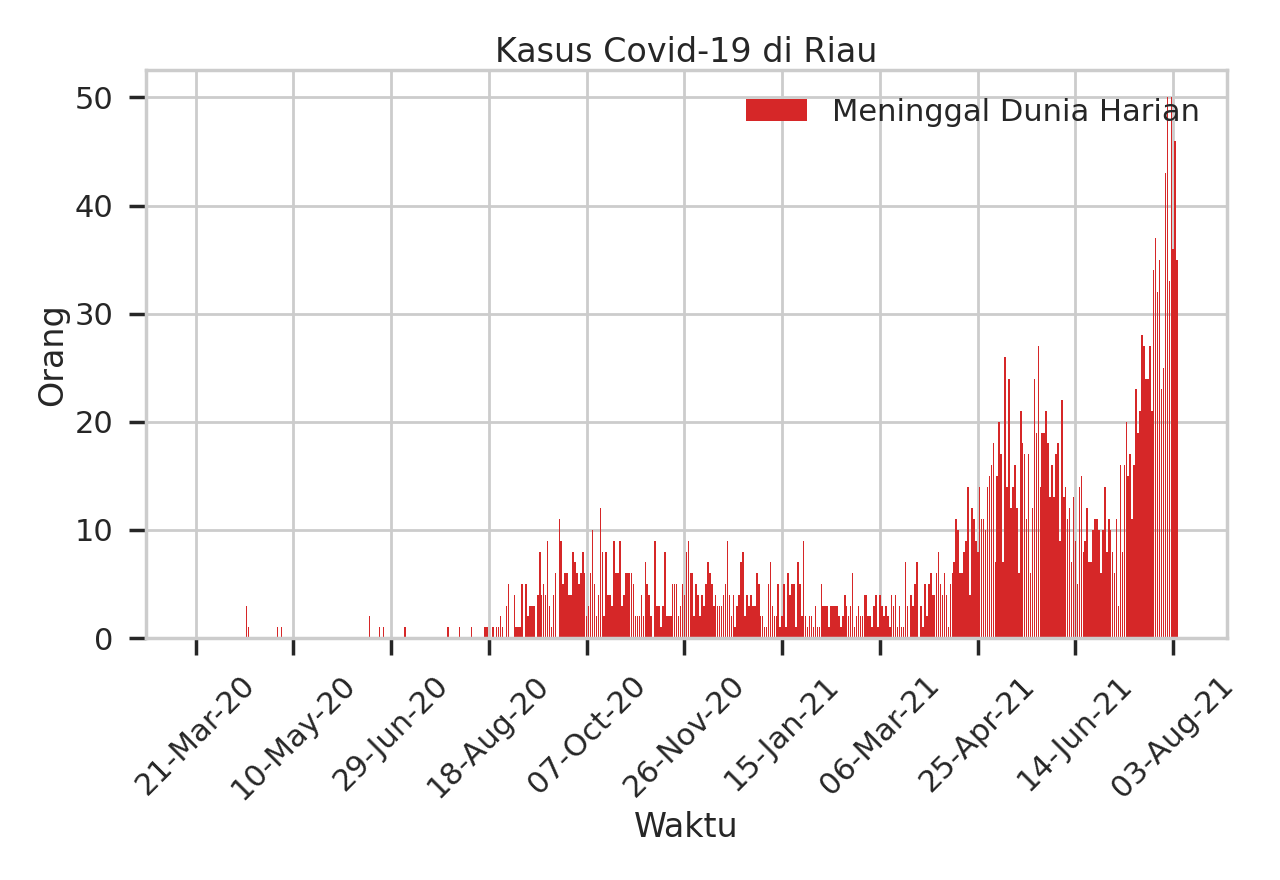 Kasus Covid-19 di Riau
Meninggal Dunia Harian
Orang
50
40
30
20
10
0
21-Mar-20
10-May-20
29-Jun-20
18-Aug-20
07-Oct-20
26-Nov-20
15-Jan-21
06-Mar-21
25-Apr-21
14-Jun-21
03-Aug-21
Waktu